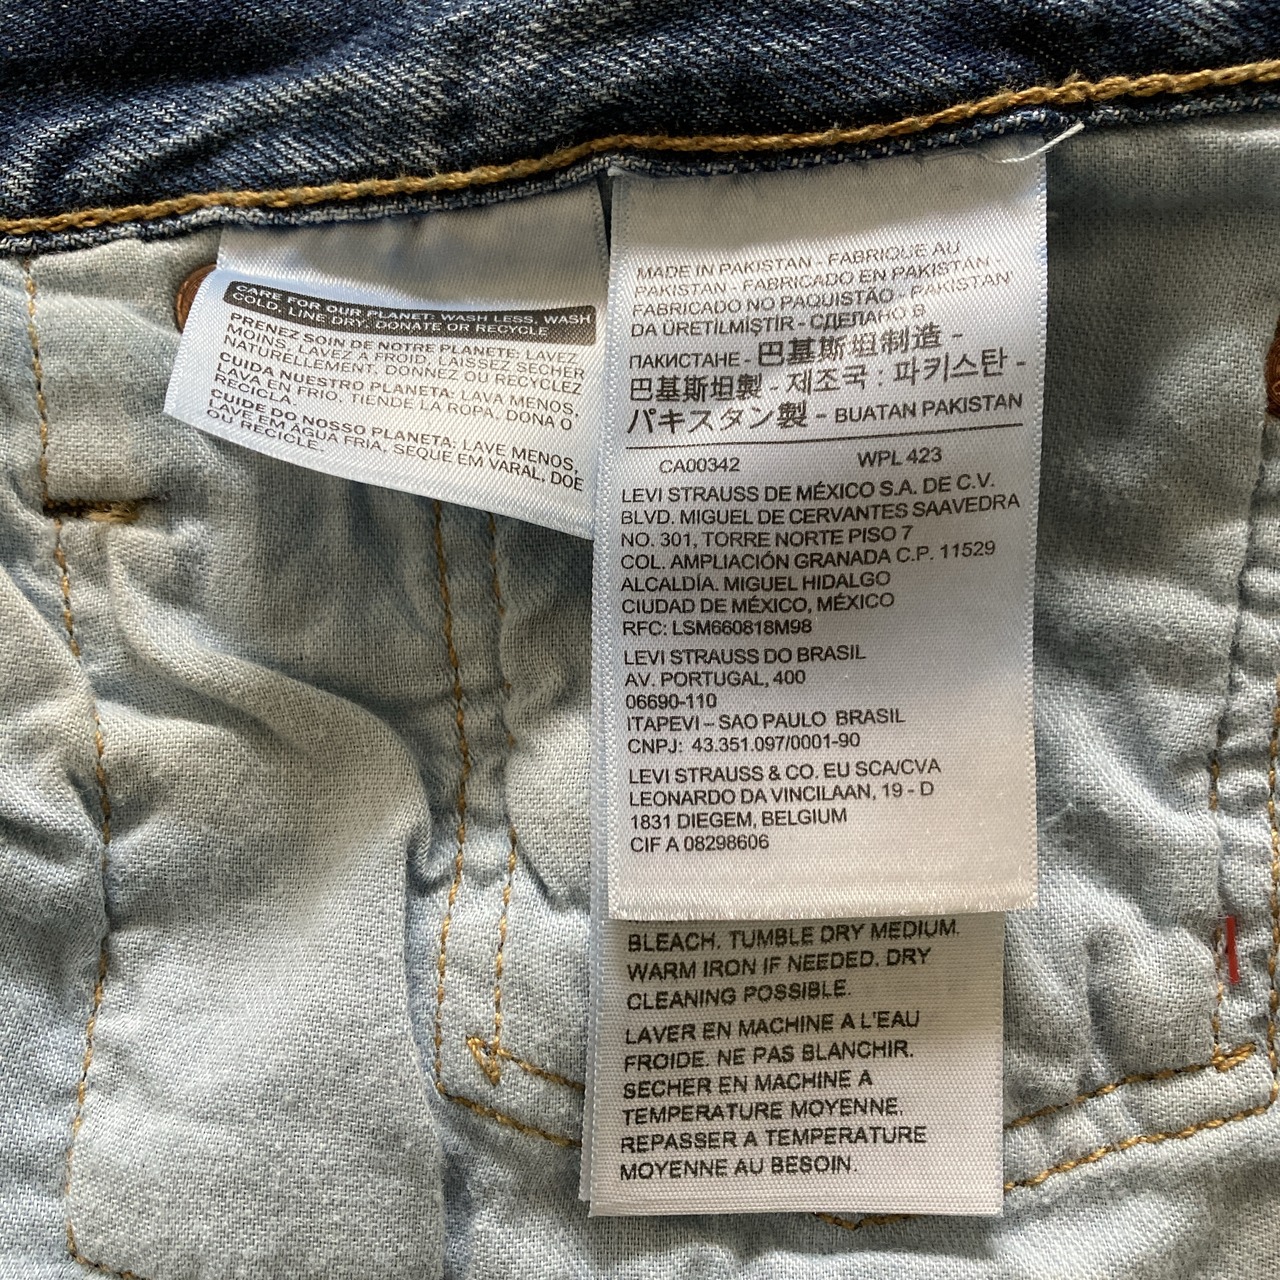 CARE FOR OUR PLANET: WASH LESS, WASH
COLD, LINE DRY, DONATE OR RECYCLE
PRENEZ SOIN DE NOTRE PLANETE: LAVEZ
MOINS, LAVEZ A FROID, LAISSEZ SECHER
NATURELLEMENT, DONNEZ OU RECYCLEZ
CUIDA NUESTRO PLANETA: LAVA MENOS,
LAVA EN FRIO, TIENDE LA ROPA, DONA O
RECICLA.
CUIDE DO NOSSO PLANETA: LAVE MENOS,
LAVE EM AGUA FRIA, SEQUE EM VARAL, DOE
OU RECICLE.
MADE IN PAKISTAN - FABRIQUE AU
PAKISTAN - FABRICADO EN PAKISTAN -
FABRICADO NO PAQUISTÃO - PAKISTAN'
DA ÜRETILMIŞTIR - СДЕЛАНО В
ПАКИСТАНЕ - 巴基斯坦制造 -
巴基斯坦製 - 제조국 : 파키스탄 -
パキスタン製 - BUATAN PAKISTAN
CA00342 WPL 423
LEVI STRAUSS DE MÉXICO S.A. DE C.V.
BLVD. MIGUEL DE CERVANTES SAAVEDRA
NO. 301, TORRE NORTE PISO 7
COL. AMPLIACIÓN GRANADA C.P. 11529
ALCALDÍA. MIGUEL HIDALGO
CIUDAD DE MÉXICO, MÉXICO
RFC: LSM660818M98
LEVI STRAUSS DO BRASIL
AV. PORTUGAL, 400
06690-110
ITAPEVI – SAO PAULO BRASIL
CNPJ: 43.351.097/0001-90
LEVI STRAUSS & CO. EU SCA/CVA
LEONARDO DA VINCILAAN, 19 - D
1831 DIEGEM, BELGIUM
CIF A 08298606
BLEACH. TUMBLE DRY MEDIUM.
WARM IRON IF NEEDED. DRY
CLEANING POSSIBLE.
LAVER EN MACHINE A L'EAU
FROIDE. NE PAS BLANCHIR.
SECHER EN MACHINE A
TEMPERATURE MOYENNE.
REPASSER A TEMPERATURE
MOYENNE AU BESOIN.